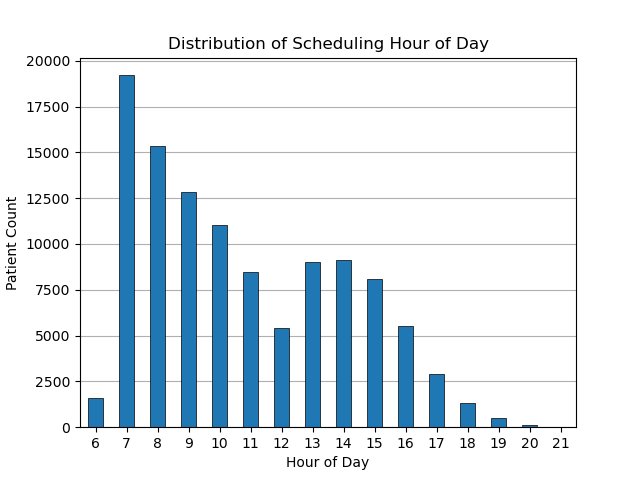 Distribution of Scheduling Hour of Day
20000
17500
15000
12500
10000
7500
5000
2500
0
Patient Count
6 7 8 9 10 11 12 13 14 15 16 17 18 19 20 21
Hour of Day